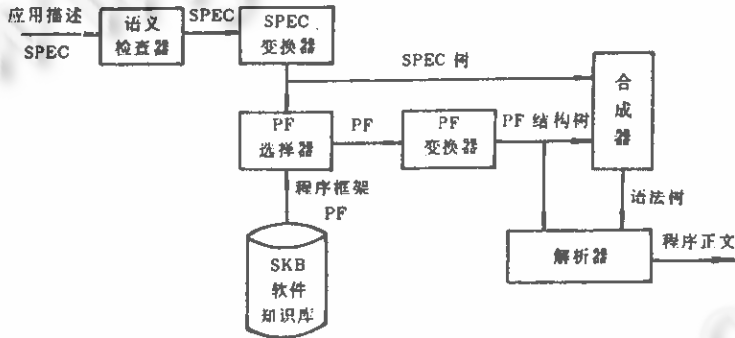 应用描述
SPEC
语义
检查器
SPEC
SPEC
变换器
SPEC 树
合
成
器
PF
选择器
PF
PF
变换器
PF 结构树
程序框架
PF
语法树
SKB
软件
知识库
解析器
程序正文